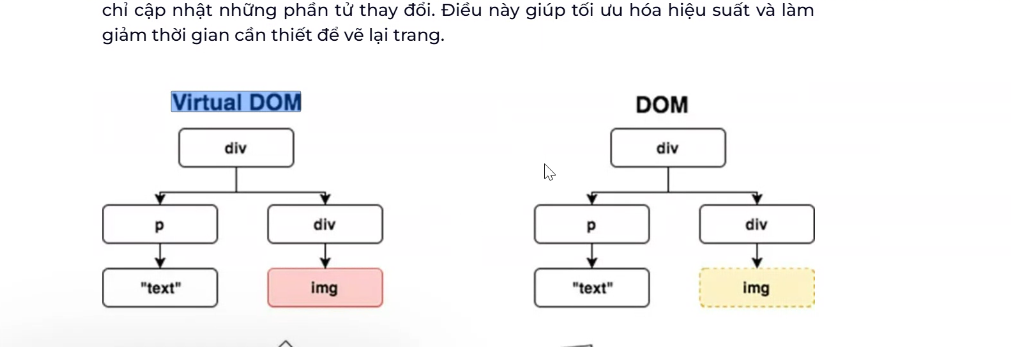 chỉ cập nhật những phần tử thay đổi. Điều này giúp tối ưu hóa hiệu suất và làm
giảm thời gian cần thiết để vẽ lại trang.
Virtual DOM
div
p
div
"text"
img
DOM
div
p
div
"text"
img